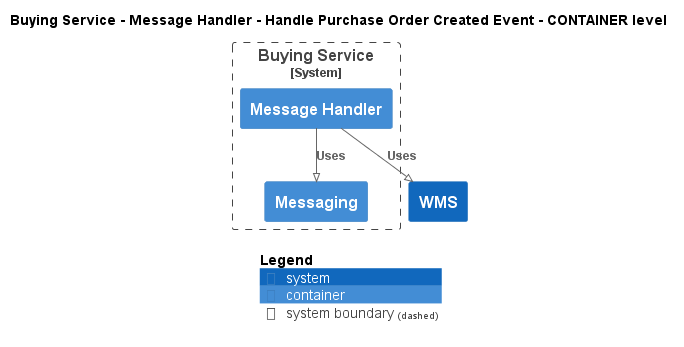 Buying Service - Message Handler - Handle Purchase Order Created Event - CONTAINER level
Buying Service
[System]
Message Handler
Uses
Uses
Messaging
WMS
Legend
system
container
system boundary (dashed)